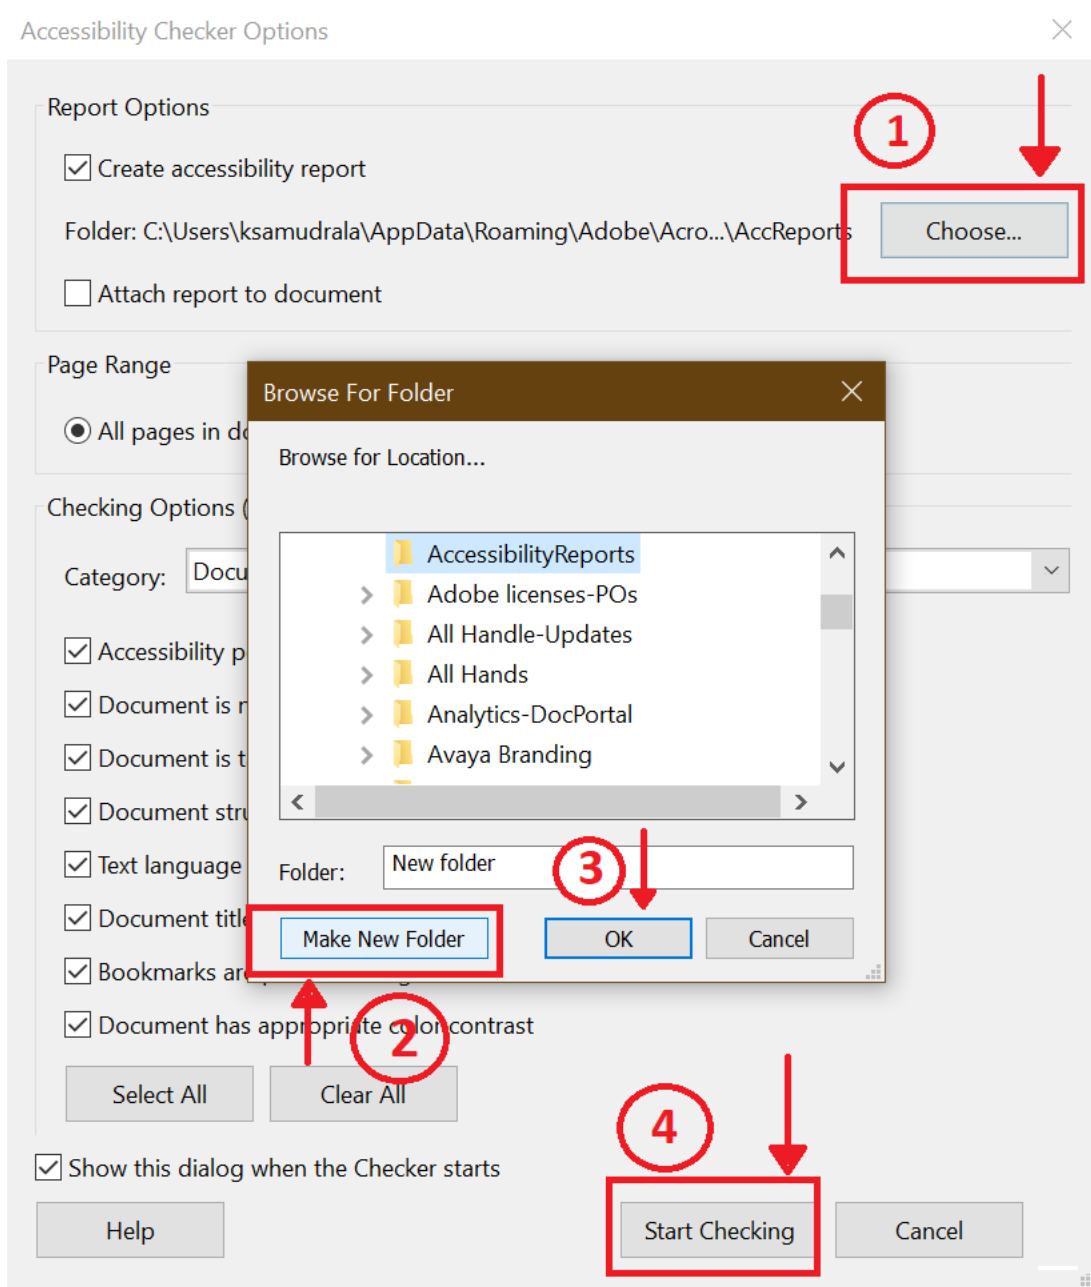 Accessibility Checker Options
Report Options
1
Create accessibility report
Folder: C:\Users\ksamudrala\AppData\Roaming\Adobe\Acro...\AccReports
Choose...
Attach report to document
Page Range
All pages in do
Browse For Folder
Browse for Location...
Checking Options (
Category:
Docu
AccessibilityReports
Adobe licenses-POs
All Handle-Updates
All Hands
Analytics-DocPortal
Avaya Branding
Accessibility p
Document is n
Document is t
Document stru
Text language
Document title
Bookmarks are
Folder:
New folder
3
Make New Folder
OK
Cancel
2
Document has appropriate color contrast
Select All
Clear All
4
Show this dialog when the Checker starts
Help
Start Checking
Cancel